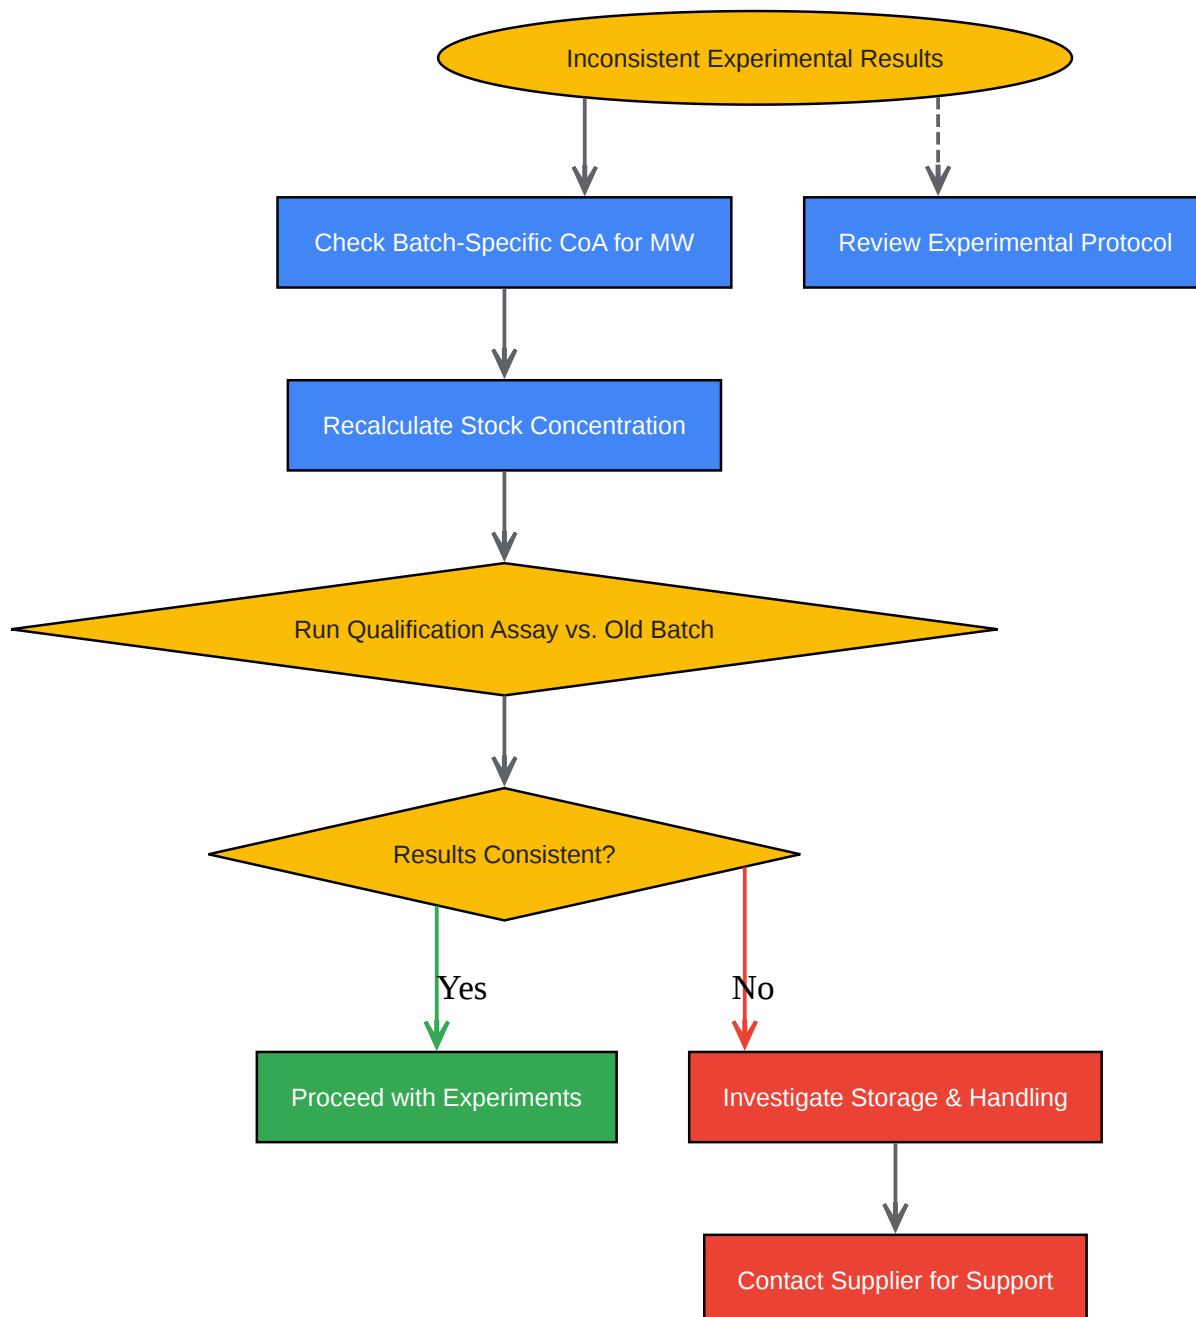 Inconsistent Experimental Results
Check Batch-Specific CoA for MW
Review Experimental Protocol
Recalculate Stock Concentration
Run Qualification Assay vs. Old Batch
Results Consistent?
Yes
No
Proceed with Experiments
Investigate Storage & Handling
Contact Supplier for Support